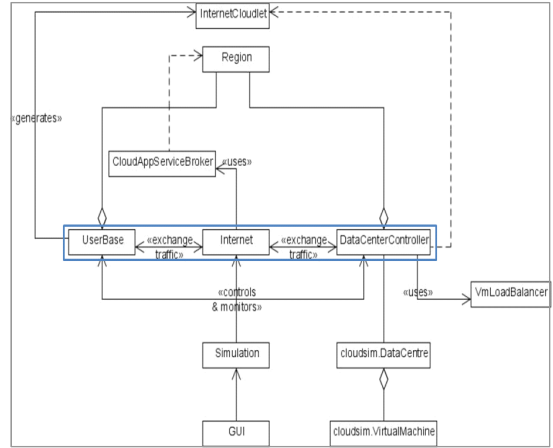 InternetCloudlet
Region
«generates»
CloudAppServiceBroker
«uses»
UserBase
«exchange
traffic»
Internet
«exchange
traffic»
DataCenterController
«controls
& monitors»
«uses»
VmLoadBalancer
Simulation
cloudsim.DataCentre
GUI
cloudsim.VirtualMachine